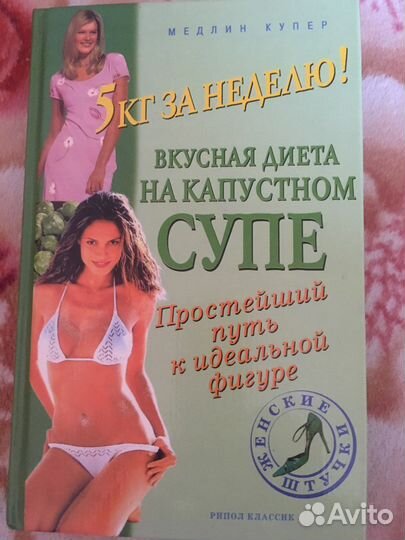 МЕДЛИН КУПЕР
5 КГ ЗА НЕДЕЛЮ!
ВКУСНАЯ ДИЕТА
НА КАПУСТНОМ
СУПЕ
Простейший
путь
к идеальной
фигуре
ЖЕНСКИЕ
ШТУЧКИ
РИПОЛ КЛАССИК
Avito